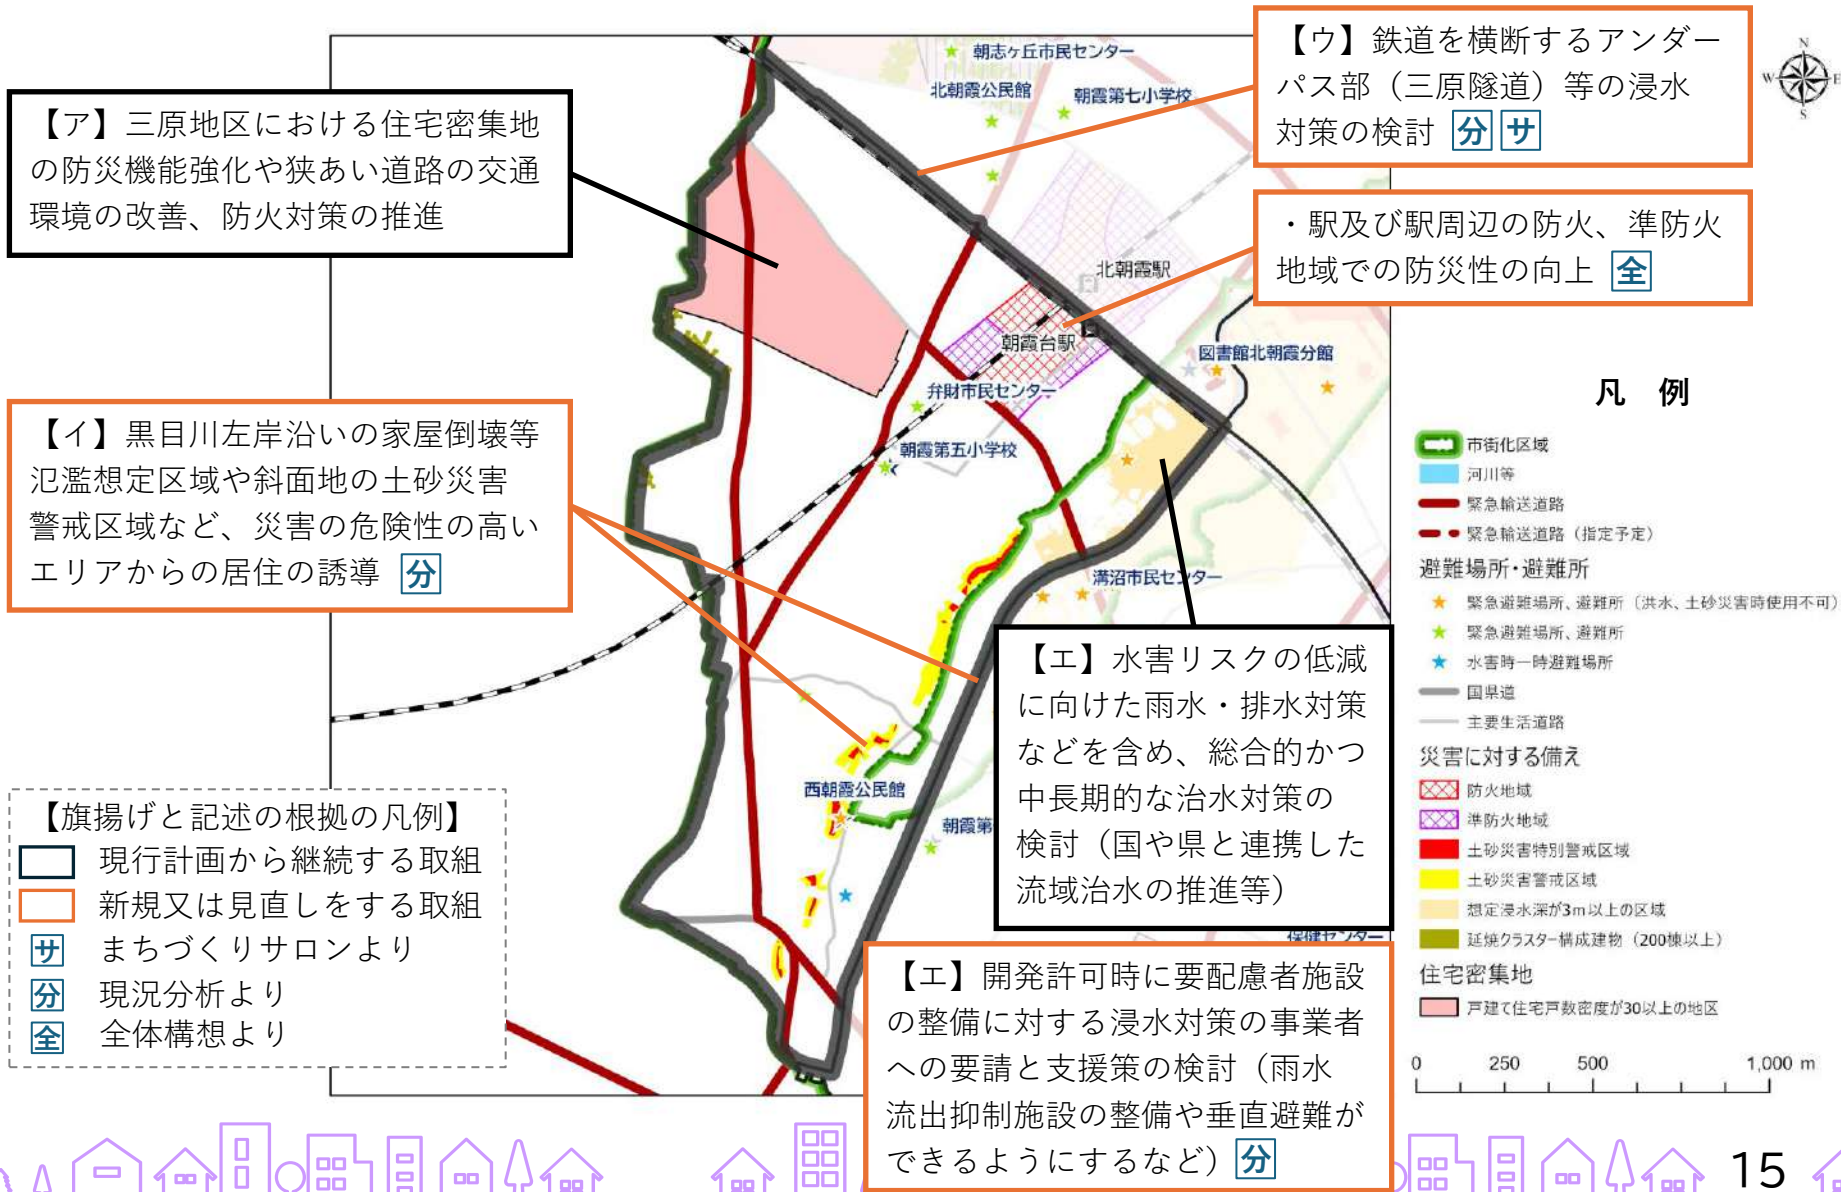 【ア】三原地区における住宅密集地
の防災機能強化や狭あい道路の交通
環境の改善、防火対策の推進
【ウ】鉄道を横断するアンダー
パス部（三原隧道）等の浸水
対策の検討 分 サ
・駅及び駅周辺の防火、準防火
地域での防災性の向上 全
【イ】黒目川左岸沿いの家屋倒壊等
氾濫想定区域や斜面地の土砂災害
警戒区域など、災害の危険性の高い
エリアからの居住の誘導 分
【エ】水害リスクの低減
に向けた雨水・排水対策
などを含め、総合的かつ
中長期的な治水対策の
検討（国や県と連携した
流域治水の推進等）
【エ】開発許可時に要配慮者施設
の整備に対する浸水対策の事業者
への要請と支援策の検討（雨水
流出抑制施設の整備や垂直避難が
できるようにするなど）分
朝志ヶ丘市民センター
北朝霞公民館
朝霞第七小学校
北朝霞駅
朝霞台駅
図書館北朝霞分館
弁財市民センター
朝霞第五小学校
溝沼市民センター
西朝霞公民館
朝霞第
保健センター
【旗揚げと記述の根拠の凡例】
現行計画から継続する取組
新規又は見直しをする取組
サ まちづくりサロンより
分 現況分析より
全 全体構想より
N
W E
S
凡 例
市街化区域
河川等
緊急輸送道路
緊急輸送道路（指定予定）
避難場所・避難所
緊急避難場所、避難所（洪水、土砂災害時使用不可）
緊急避難場所、避難所
水害時一時避難場所
国県道
主要生活道路
災害に対する備え
防火地域
準防火地域
土砂災害特別警戒区域
土砂災害警戒区域
想定浸水深が3m以上の区域
延焼クラスター構成建物（200棟以上）
住宅密集地
戸建て住宅戸数密度が30以上の地区
0 250 500 1,000 m
15